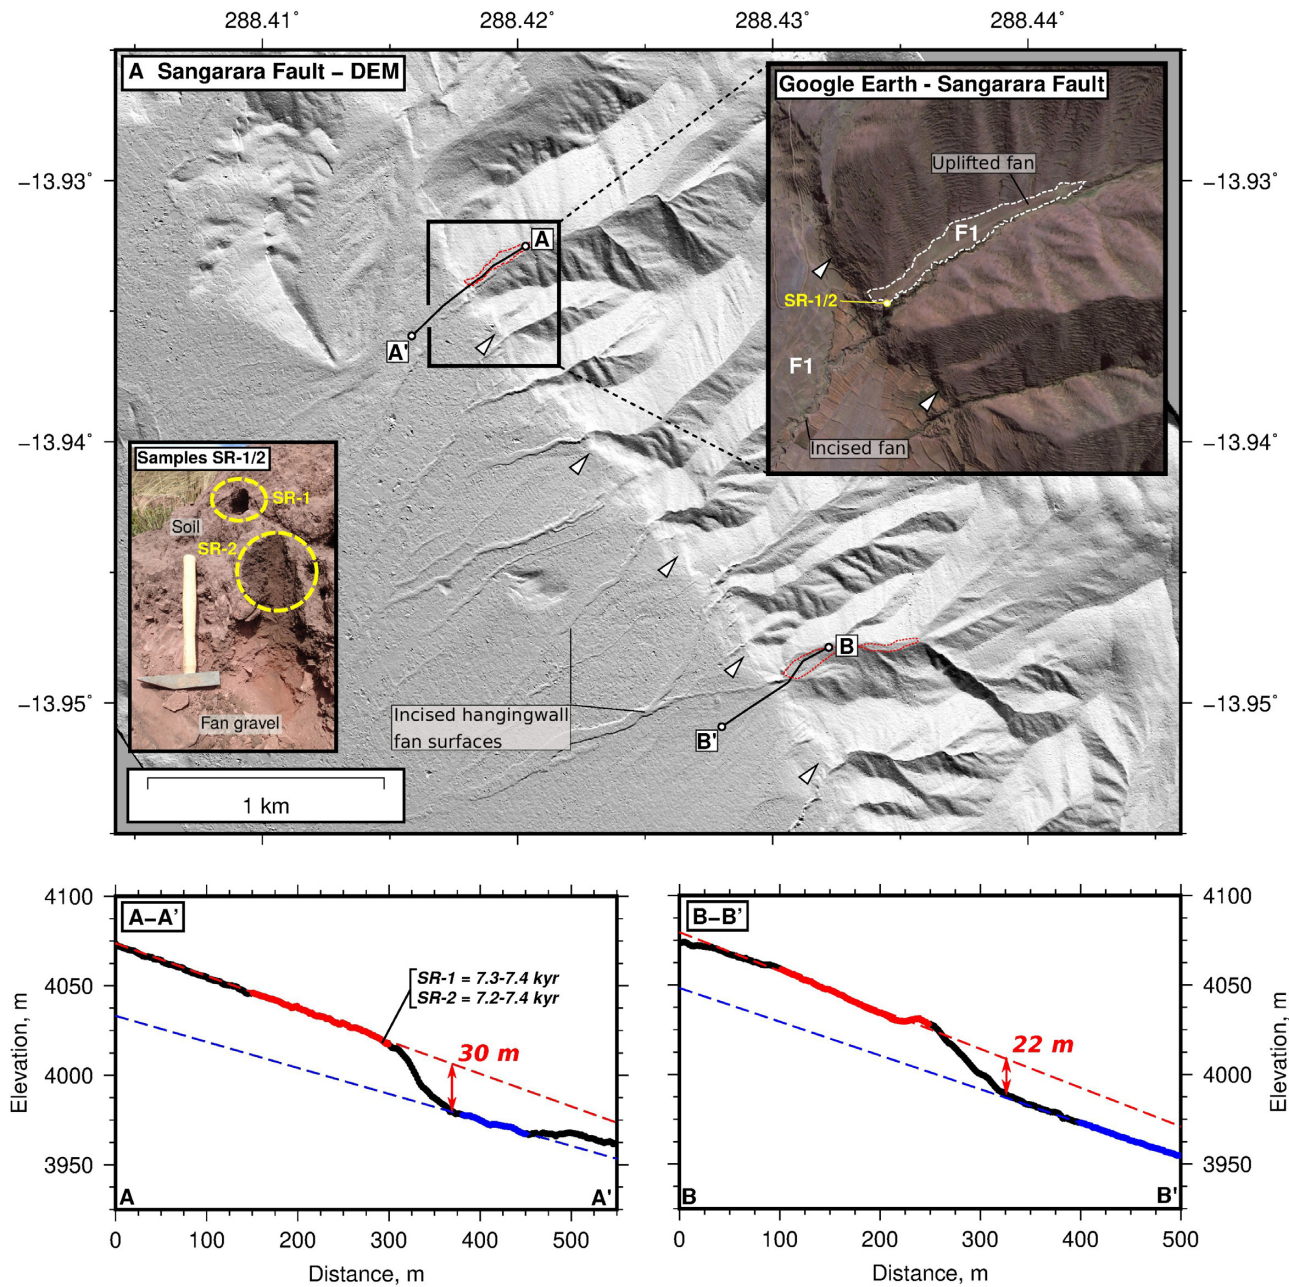 288.41˚ 288.42˚ 288.43˚ 288.44˚
A Sangarara Fault – DEM
Google Earth - Sangarara Fault
Uplifted fan
F1
SR-1/2
F1
Incised fan
−13.93˚ −13.93˚
A
A'
−13.94˚ −13.94˚
Samples SR-1/2
SR-1
Soil
SR-2
Fan gravel
B
B'
−13.95˚ −13.95˚
Incised hangingwall
fan surfaces
1 km
A–A'
4100
4050
4000
3950
Elevation, m
SR-1 = 7.3-7.4 kyr
SR-2 = 7.2-7.4 kyr
30 m
A A'
0 100 200 300 400 500
Distance, m
B–B'
4100
4050
4000
3950
Elevation, m
22 m
B B'
0 100 200 300 400 500
Distance, m